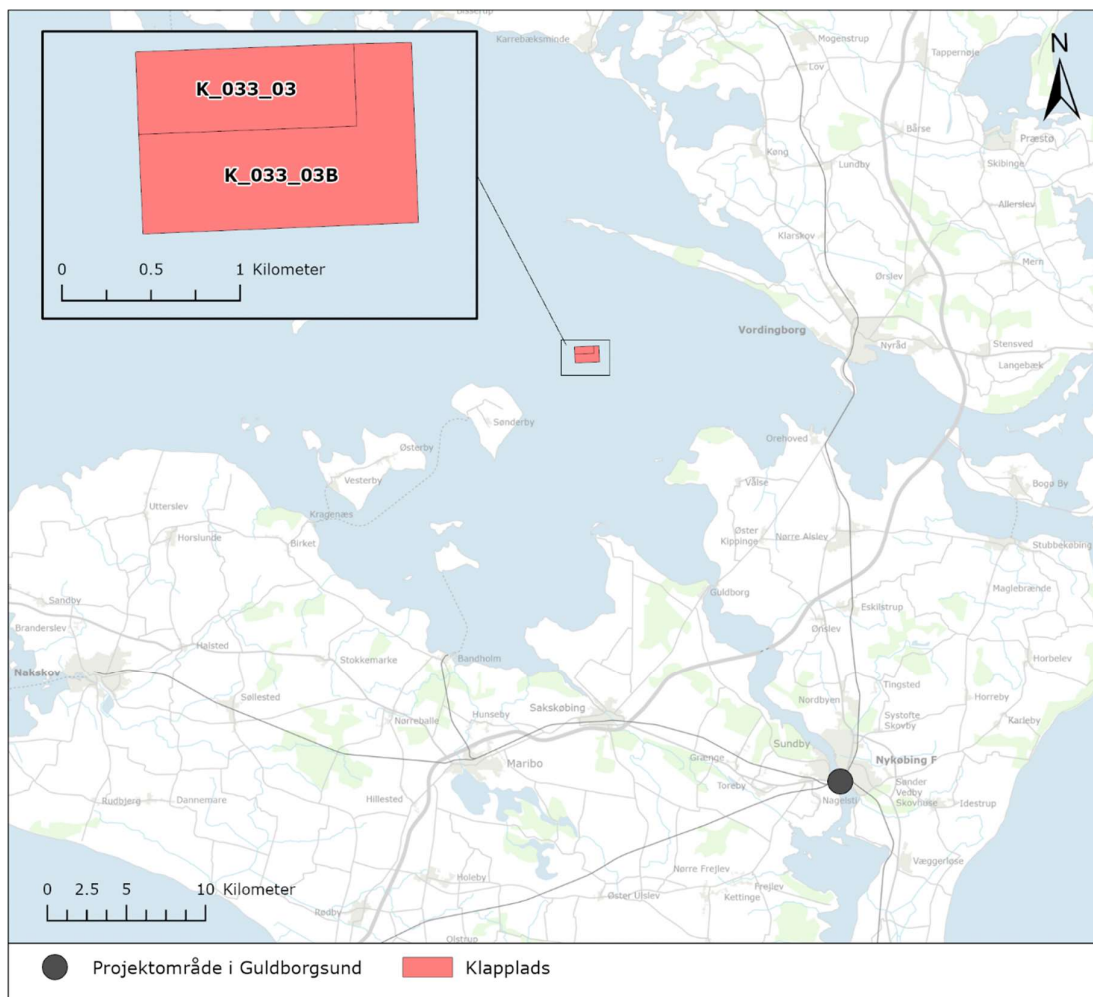 Karrebæksminde
Mogenstrup
Tappernøje
Lov
N
K_033_03
K_033_03B
0 0.5 1 Kilometer
Bårse
Præstø
Køng
Lundby
Skibinge
Allerslev
Klarskov
Mern
Ørslev
Vordingborg
Nyråd
Stensved
Langebæk
Sønderby
Orehoved
Østerby
Vesterby
Vålse
Bogø By
Utterslev
Kragenæs
Horslunde
Birket
Øster
Kippinge
Nørre Alslev
Stubbekøbing
Maglebrænde
Guldborg
Sandby
Eskilstrup
Branderslev
Ønslev
Halsted
Stokkemarke
Bandholm
Horbelev
Nakskov
Tingsted
Nordbyen
Horreby
Søllested
Nørreballe
Hunseby
Sakskøbing
Systofte
Skovby
Karleby
Sundby
Maribo
Grænge
Nykøbing F
Toreby
Sønder
Vedby
Skovhuse
Rudbjerg
Dannemare
Hillested
Nagelsti
Idestrup
Væggerløse
Nørre Frejlev
Holeby
Frejlev
Kettinge
Øster Ulslev
0 2.5 5 10 Kilometer
Rødby
Olstrup
Projektområde i Guldborgsund
Klapplads